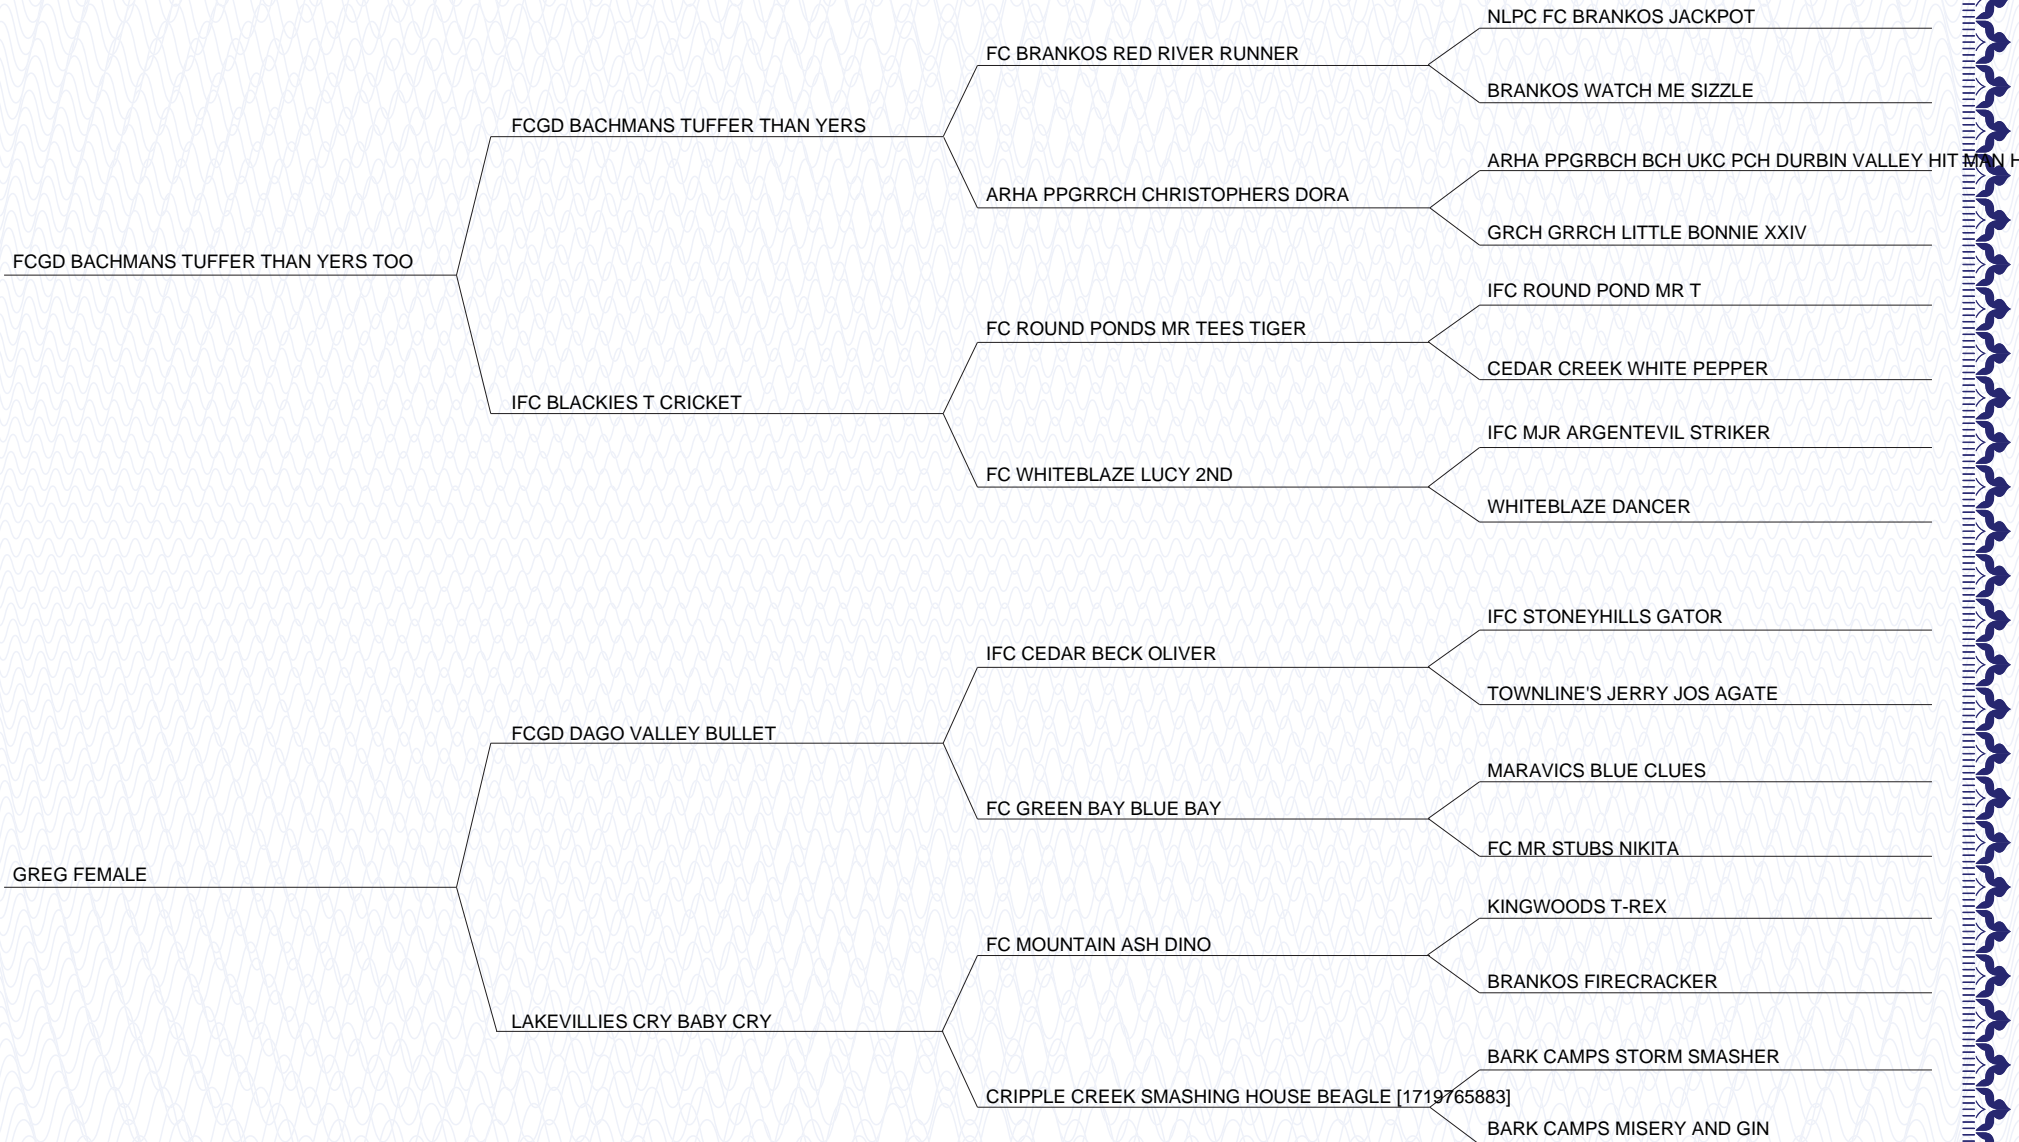 NLPC FC BRANKOS JACKPOT
FC BRANKOS RED RIVER RUNNER
BRANKOS WATCH ME SIZZLE
FCGD BACHMANS TUFFER THAN YERS
ARHA PPGRBCH BCH UKC PCH DURBIN VALLEY HIT MAN H
ARHA PPGRRCH CHRISTOPHERS DORA
GRCH GRRCH LITTLE BONNIE XXIV
FCGD BACHMANS TUFFER THAN YERS TOO
IFC ROUND POND MR T
FC ROUND PONDS MR TEES TIGER
CEDAR CREEK WHITE PEPPER
IFC BLACKIES T CRICKET
IFC MJR ARGENTEVIL STRIKER
FC WHITEBLAZE LUCY 2ND
WHITEBLAZE DANCER
IFC STONEYHILLS GATOR
IFC CEDAR BECK OLIVER
TOWNLINE'S JERRY JOS AGATE
FCGD DAGO VALLEY BULLET
MARAVICS BLUE CLUES
FC GREEN BAY BLUE BAY
FC MR STUBS NIKITA
GREG FEMALE
KINGWOODS T-REX
FC MOUNTAIN ASH DINO
BRANKOS FIRECRACKER
LAKEVILLIES CRY BABY CRY
BARK CAMPS STORM SMASHER
CRIPPLE CREEK SMASHING HOUSE BEAGLE [1719765883]
BARK CAMPS MISERY AND GIN